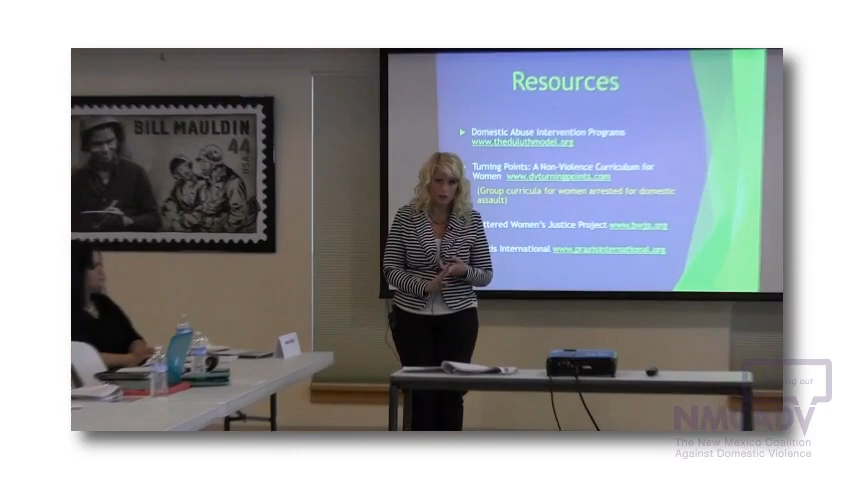 BILL MAULDIN
44
USA
Resources
Domestic Abuse Intervention Programs
www.theduluthmodel.org
Turning Points: A Non-Violence Curriculum for
Women www.dvturningpoints.com
(Group curricula for women arrested for domestic
assault)
Women's Justice Project www.bwjp.org
International www.praxisinternational.org
out
NMCADV
The New Mexico Coalition
Against Domestic Violence